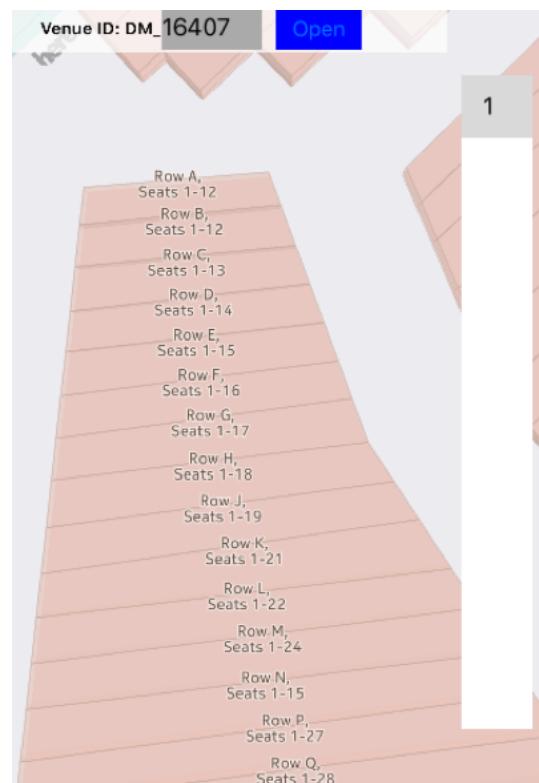 Venue ID: DM_16407 Open
here
1
Row A,
Seats 1-12
Row B,
Seats 1-12
Row C,
Seats 1-13
Row D,
Seats 1-14
Row E,
Seats 1-15
Row F,
Seats 1-16
Row G,
Seats 1-17
Row H,
Seats 1-18
Row J,
Seats 1-19
Row K,
Seats 1-21
Row L,
Seats 1-22
Row M,
Seats 1-24
Row N,
Seats 1-15
Row P,
Seats 1-27
Row Q,
Seats 1-28